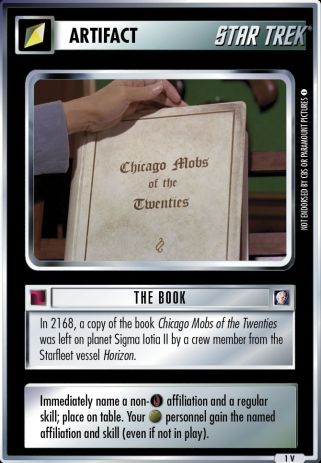 ARTIFACT
STAR TREK
Chicago Mobs
of the
Twenties
NOT ENDORSED BY CBS OR PARAMOUNT PICTURES
THE BOOK
In 2168, a copy of the book Chicago Mobs of the Twenties
was left on planet Sigma Iotia II by a crew member from the
Starfleet vessel Horizon.
Immediately name a non- affiliation and a regular
skill; place on table. Your personnel gain the named
affiliation and skill (even if not in play).
1 V